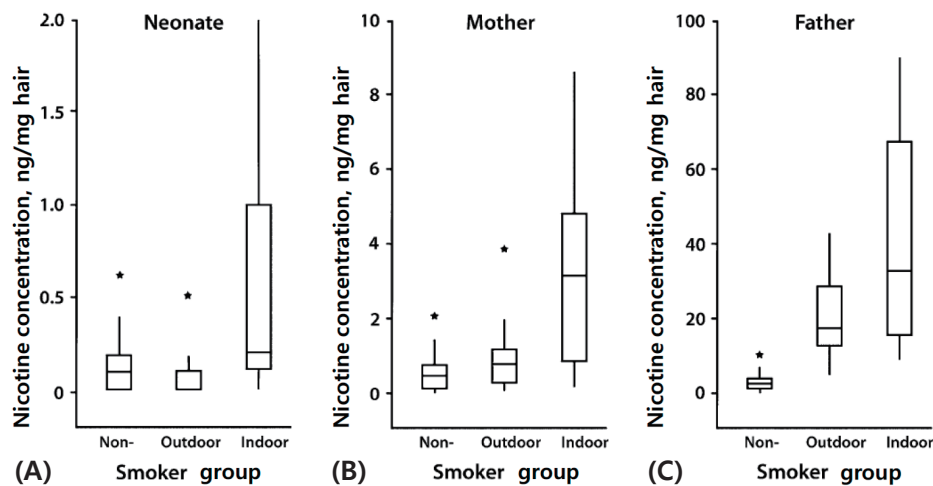 Neonate
Nicotine concentration, ng/mg hair
2.0
1.5
1.0
0.5
0
Non- Outdoor Indoor
(A) Smoker group
Mother
Nicotine concentration, ng/mg hair
10
8
6
4
2
0
Non- Outdoor Indoor
(B) Smoker group
Father
Nicotine concentration, ng/mg hair
100
80
60
40
20
0
Non- Outdoor Indoor
(C) Smoker group